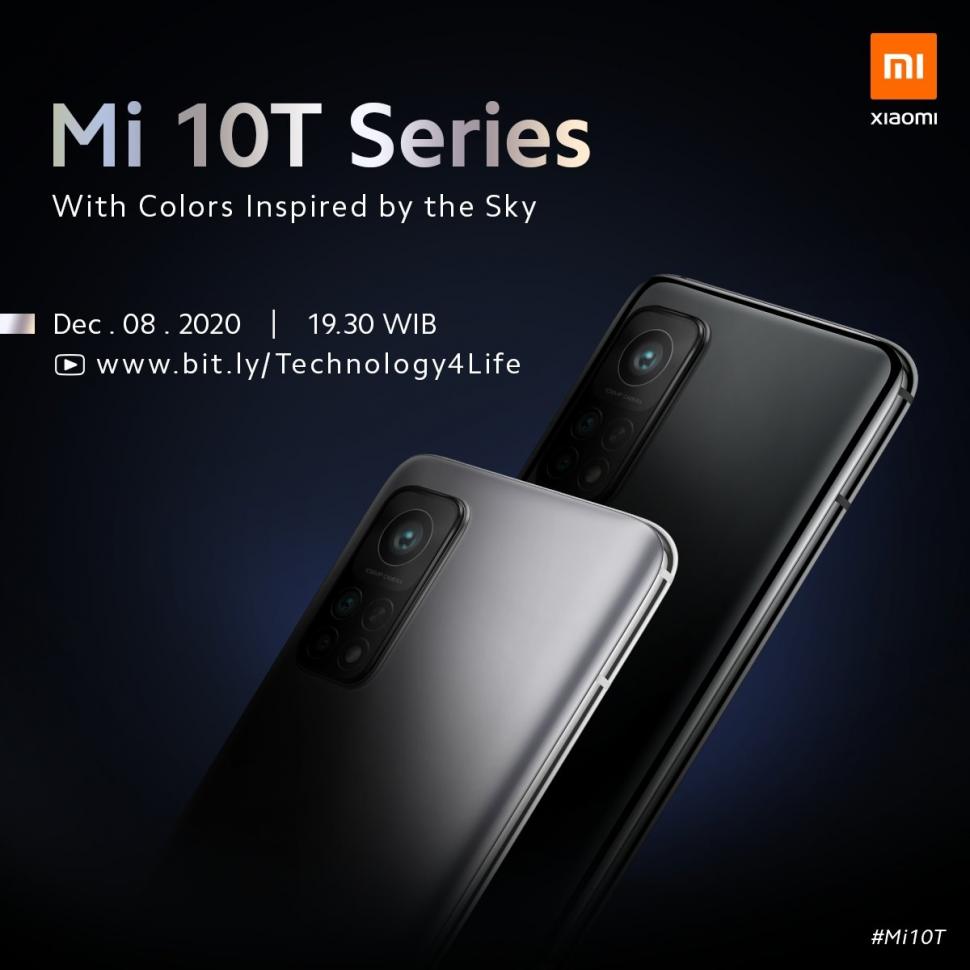 mi
xiaomi
Mi 10T Series
With Colors Inspired by the Sky
Dec . 08 . 2020 | 19.30 WIB
www.bit.ly/Technology4Life
#Mi10T